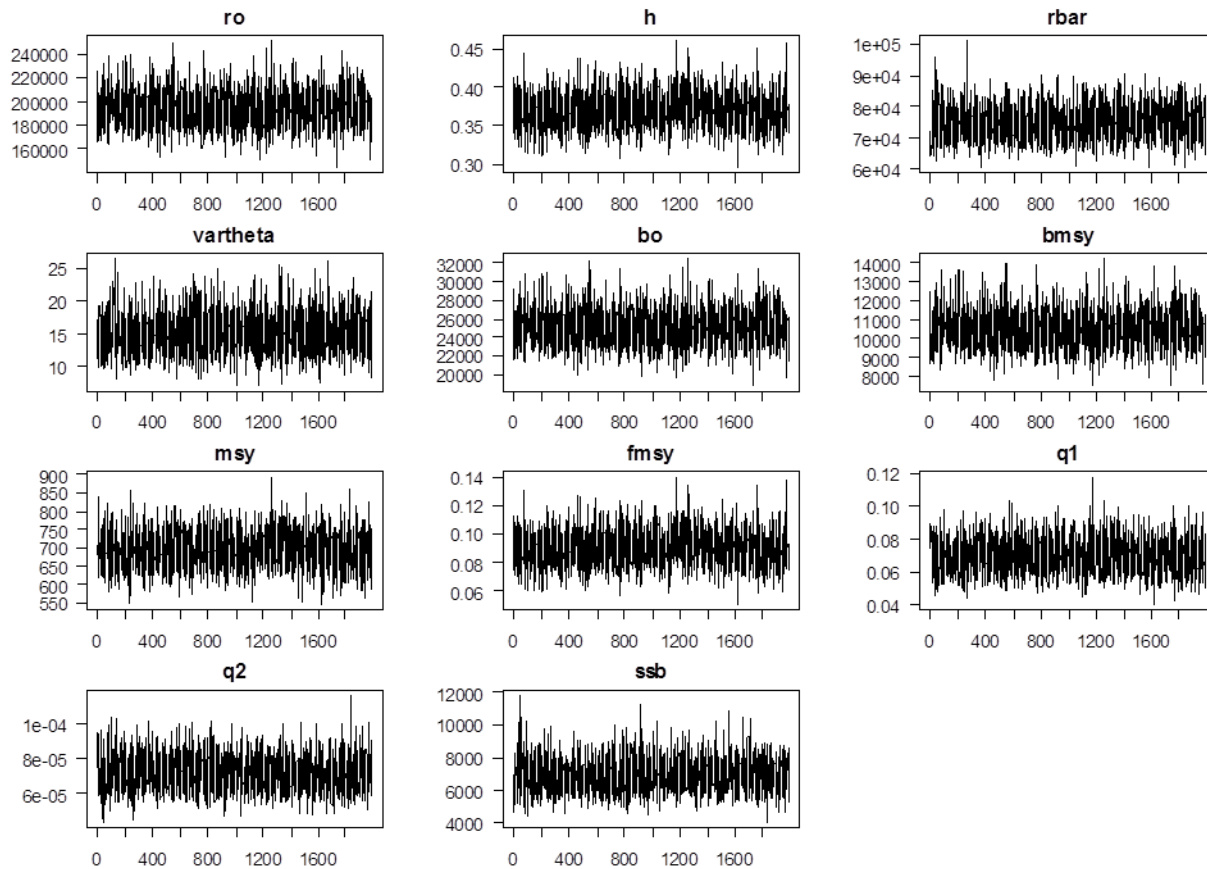 ro
240000
220000
200000
180000
160000
0 400 800 1200 1600
h
0.45
0.40
0.35
0.30
0 400 800 1200 1600
rbar
1e+05
9e+04
8e+04
7e+04
6e+04
0 400 800 1200 1600
vartheta
25
20
15
10
0 400 800 1200 1600
bo
32000
30000
28000
26000
24000
22000
20000
0 400 800 1200 1600
bmsy
14000
13000
12000
11000
10000
9000
8000
0 400 800 1200 1600
msy
900
850
800
750
700
650
600
550
0 400 800 1200 1600
fmsy
0.14
0.12
0.10
0.08
0.06
0 400 800 1200 1600
q1
0.12
0.10
0.08
0.06
0.04
0 400 800 1200 1600
q2
1e-04
8e-05
6e-05
0 400 800 1200 1600
ssb
12000
10000
8000
6000
4000
0 400 800 1200 1600